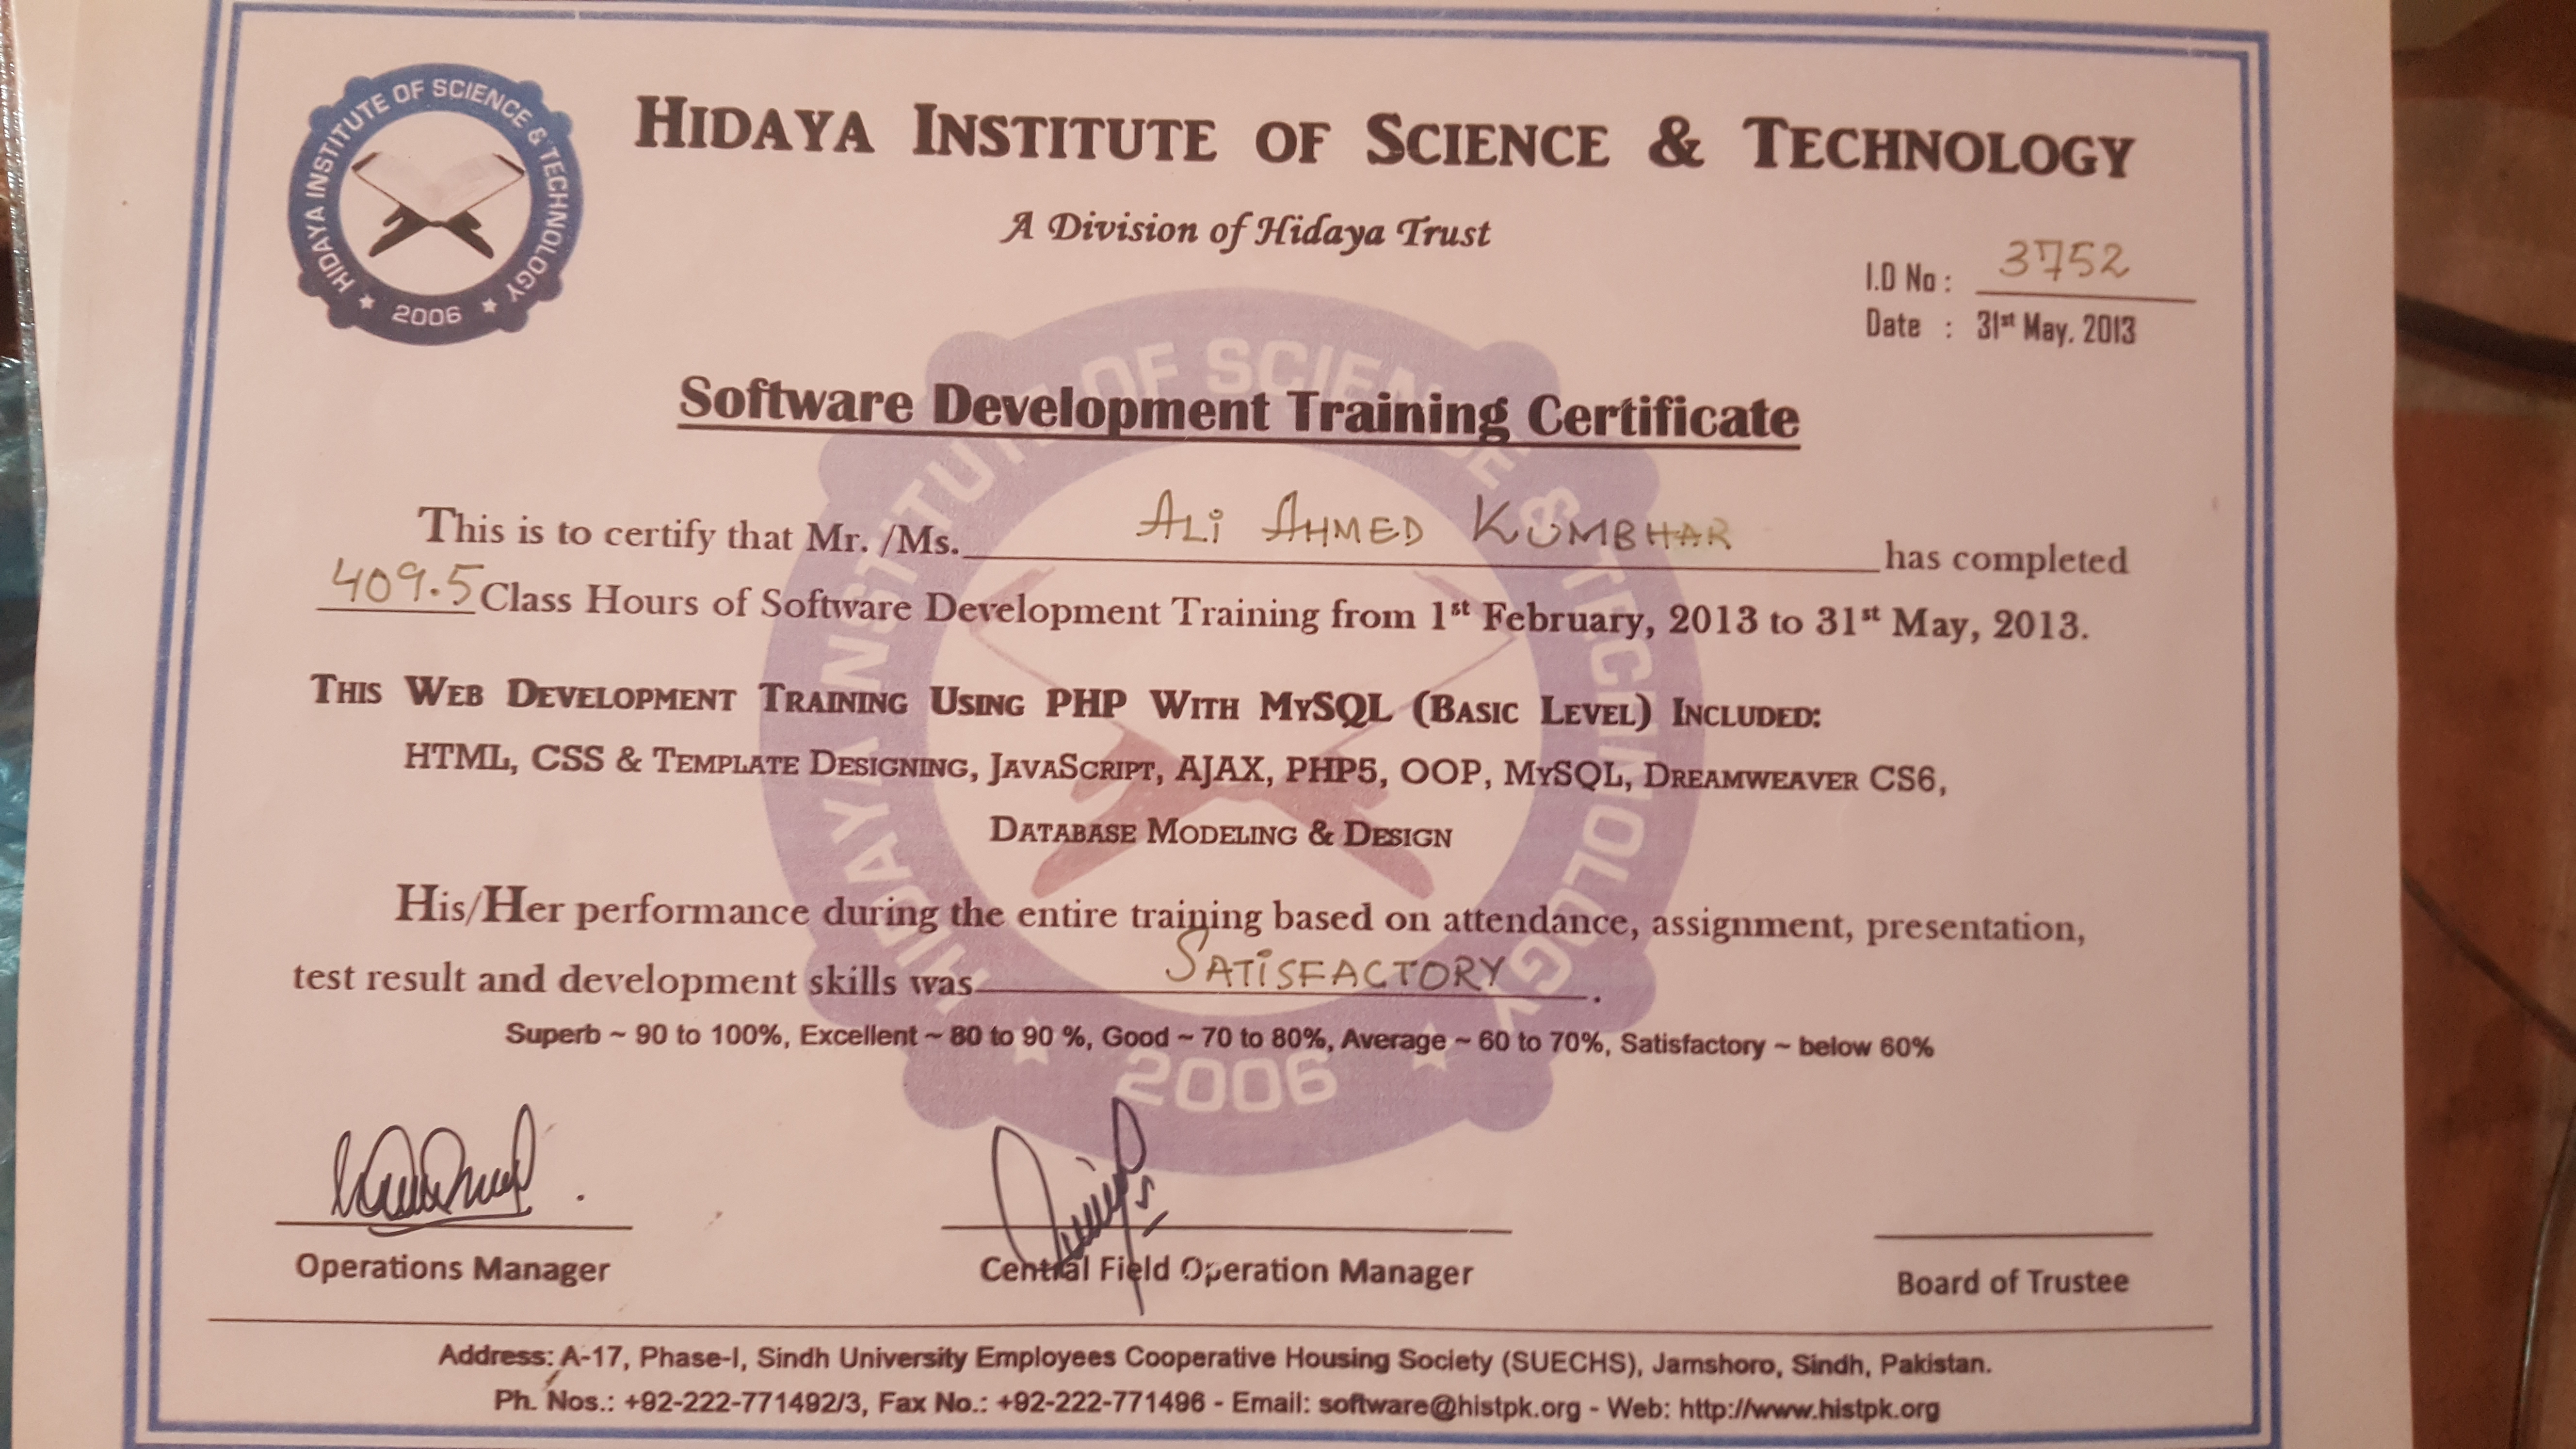 HIDAYA INSTITUTE OF SCIENCE & TECHNOLOGY
2006
HIDAYA INSTITUTE OF SCIENCE & TECHNOLOGY
A Division of Hidaya Trust
I.D No : 3752
Date : 31st May. 2013
Software Development Training Certificate
This is to certify that Mr. /Ms. ALi AHMED KUMBHAR has completed
409.5 Class Hours of Software Development Training from 1st February, 2013 to 31st May, 2013.
THIS WEB DEVELOPMENT TRAINING USING PHP WITH MYSQL (BASIC LEVEL) INCLUDED:
HTML, CSS & TEMPLATE DESIGNING, JAVASCRIPT, AJAX, PHP5, OOP, MYSQL, DREAMWEAVER CS6,
DATABASE MODELING & DESIGN
His/Her performance during the entire training based on attendance, assignment, presentation,
test result and development skills was SATiSFACTORY.
Superb ~ 90 to 100%, Excellent ~ 80 to 90 %, Good ~ 70 to 80%, Average ~ 60 to 70%, Satisfactory ~ below 60%
HIDAYA INSTITUTE OF SCIENCE & TECHNOLOGY
2006
Operations Manager
Central Field Operation Manager
Board of Trustee
Address: A-17, Phase-I, Sindh University Employees Cooperative Housing Society (SUECHS), Jamshoro, Sindh, Pakistan.
Ph. Nos.: +92-222-771492/3, Fax No.: +92-222-771496 - Email: software@histpk.org - Web: http://www.histpk.org